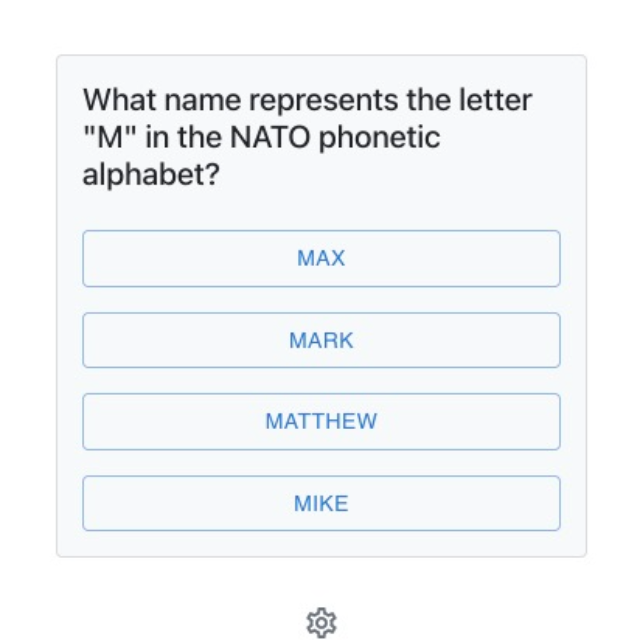 What name represents the letter
"M" in the NATO phonetic
alphabet?
MAX
MARK
MATTHEW
MIKE